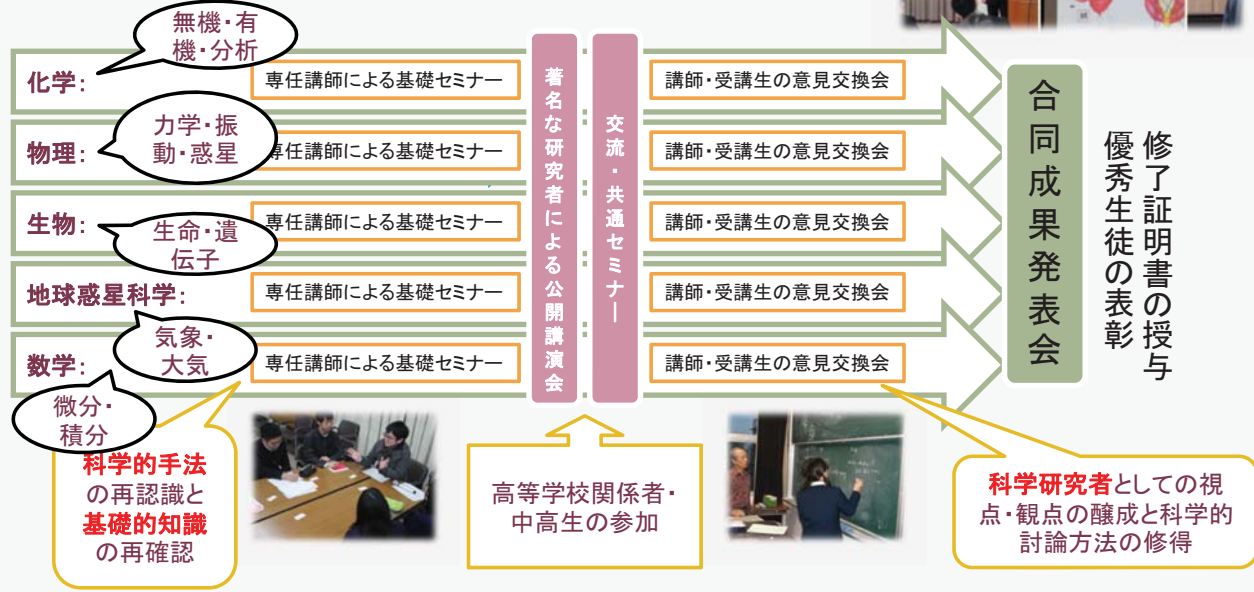 無機・有
機・分析
化学:
専任講師による基礎セミナー
講師・受講生の意見交換会
力学・振
動・惑星
物理:
専任講師による基礎セミナー
講師・受講生の意見交換会
生物:
生命・遺
伝子
専任講師による基礎セミナー
講師・受講生の意見交換会
地球惑星科学:
専任講師による基礎セミナー
講師・受講生の意見交換会
気象・
大気
数学:
専任講師による基礎セミナー
講師・受講生の意見交換会
微分・
積分
著名な研究者による公開講演会
交流・共通セミナー
合同成果発表会
修了証明書の授与
優秀生徒の表彰
科学的手法
の再認識と
基礎的知識
の再確認
高等学校関係者・
中高生の参加
科学研究者としての視
点・観点の醸成と科学的
討論方法の修得